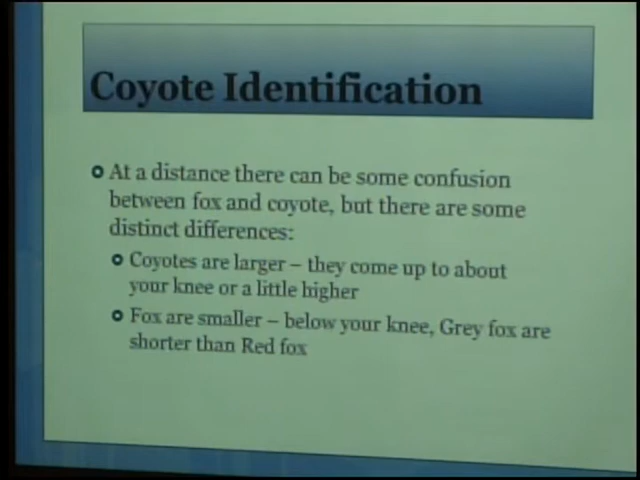 Coyote Identification
At a distance there can be some confusion
between fox and coyote, but there are some
distinct differences:
Coyotes are larger – they come up to about
your knee or a little higher
Fox are smaller – below your knee, Grey fox are
shorter than Red fox